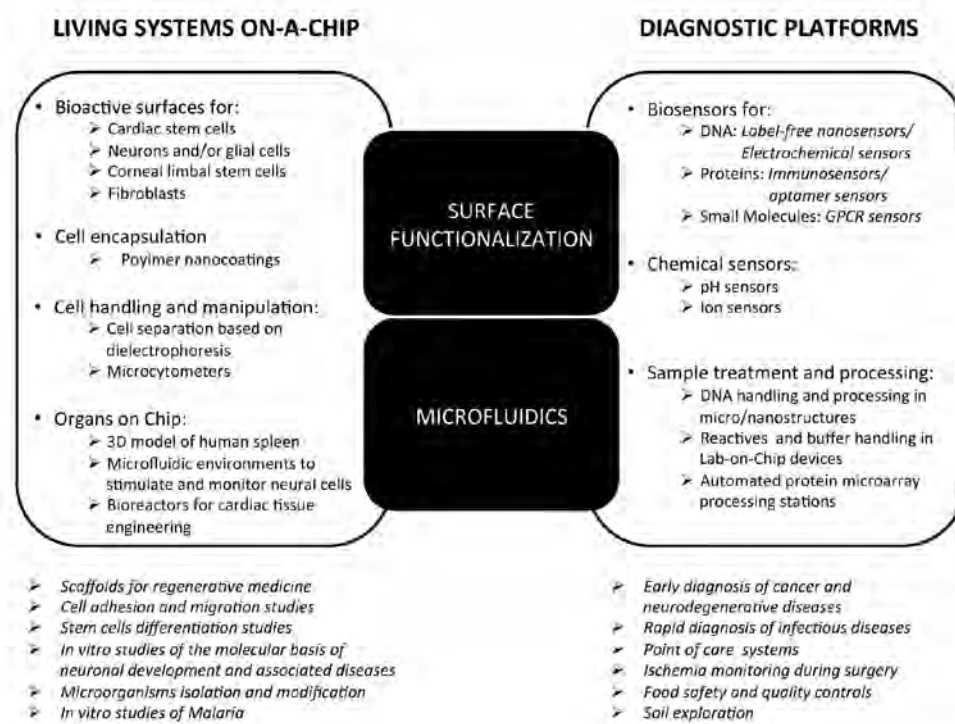 LIVING SYSTEMS ON-A-CHIP
• Bioactive surfaces for:
➢ Cardiac stem cells
➢ Neurons and/or glial cells
➢ Corneal limbal stem cells
➢ Fibroblasts
• Cell encapsulation
➢ Poylmer nanocoatings
• Cell handling and manipulation:
➢ Cell separation based on
dielectrophoresis
➢ Microcytometers
• Organs on Chip:
➢ 3D model of human spleen
➢ Microfluidic environments to
stimulate and monitor neural cells
➢ Bioreactors for cardiac tissue
engineering
➢ Scaffolds for regenerative medicine
➢ Cell adhesion and migration studies
➢ Stem cells differentiation studies
➢ In vitro studies of the molecular basis of
neuronal development and associated diseases
➢ Microorganisms isolation and modification
➢ In vitro studies of Malaria
SURFACE
FUNCTIONALIZATION
MICROFLUIDICS
DIAGNOSTIC PLATFORMS
• Biosensors for:
➢ DNA: Label-free nanosensors/
Electrochemical sensors
➢ Proteins: Immunosensors/
aptamer sensors
➢ Small Molecules: GPCR sensors
• Chemical sensors:
➢ pH sensors
➢ Ion sensors
• Sample treatment and processing:
➢ DNA handling and processing in
micro/nanostructures
➢ Reactives and buffer handling in
Lab-on-Chip devices
➢ Automated protein microarray
processing stations
➢ Early diagnosis of cancer and
neurodegenerative diseases
➢ Rapid diagnosis of infectious diseases
➢ Point of care systems
➢ Ischemia monitoring during surgery
➢ Food safety and quality controls
➢ Soil exploration